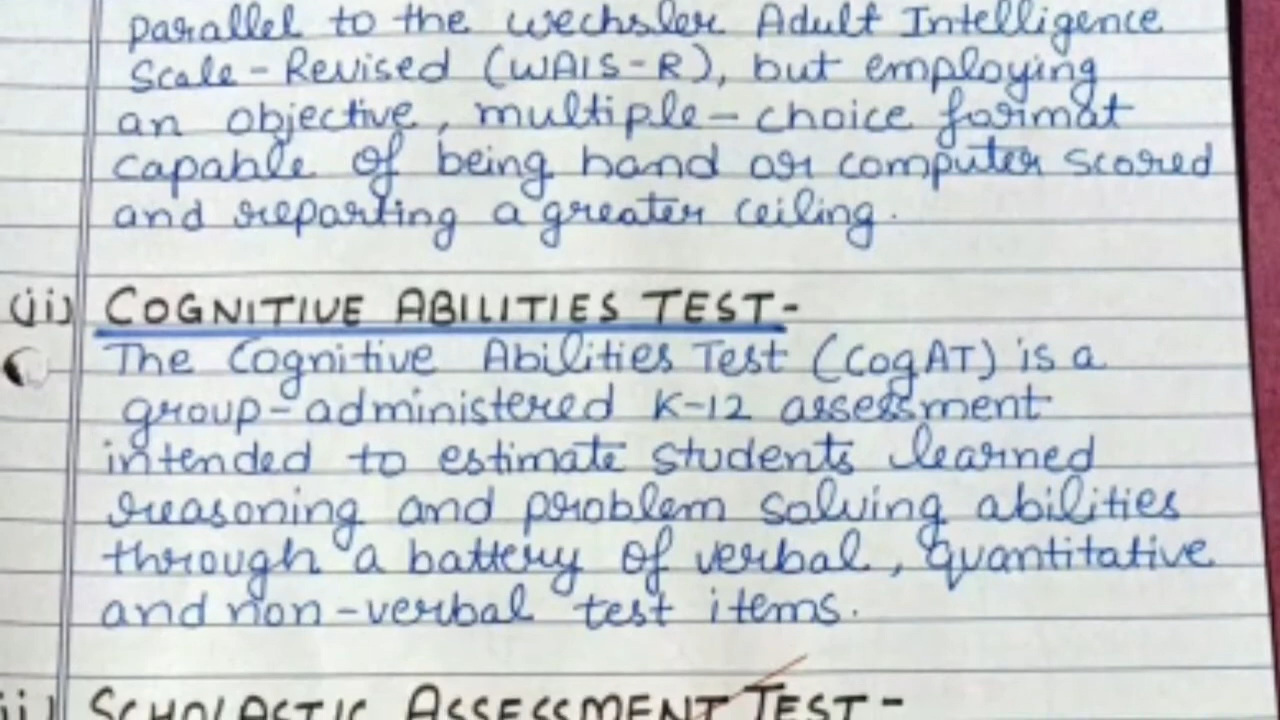 parallel to the Wechsler Adult Intelligence
Scale-Revised (WAIS-R), but employing
an objective, multiple-choice format
capable of being hand or computer scored
and reporting a greater ceiling.
(ii) COGNITIVE ABILITIES TEST-
The Cognitive Abilities Test (CogAT) is a
group-administered K-12 assessment
intended to estimate students learned
reasoning and problem solving abilities
through a battery of verbal, quantitative
and non-verbal test items.
ii) SCHOLASTIC ASSESSMENT TEST-